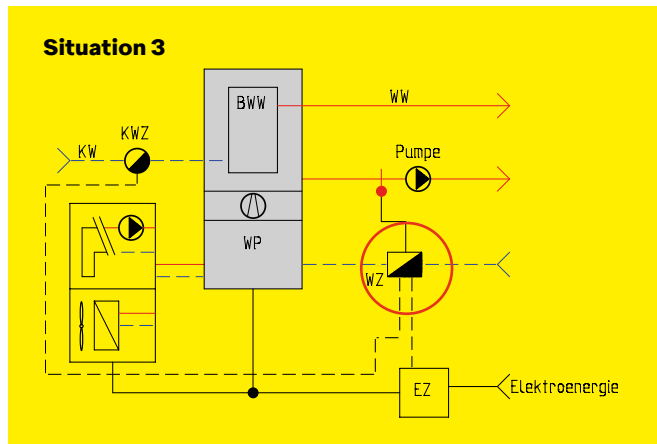 Situation 3
BWW
WW
KWZ
KW
Pumpe
WP
WZ
EZ
Elektroenergie